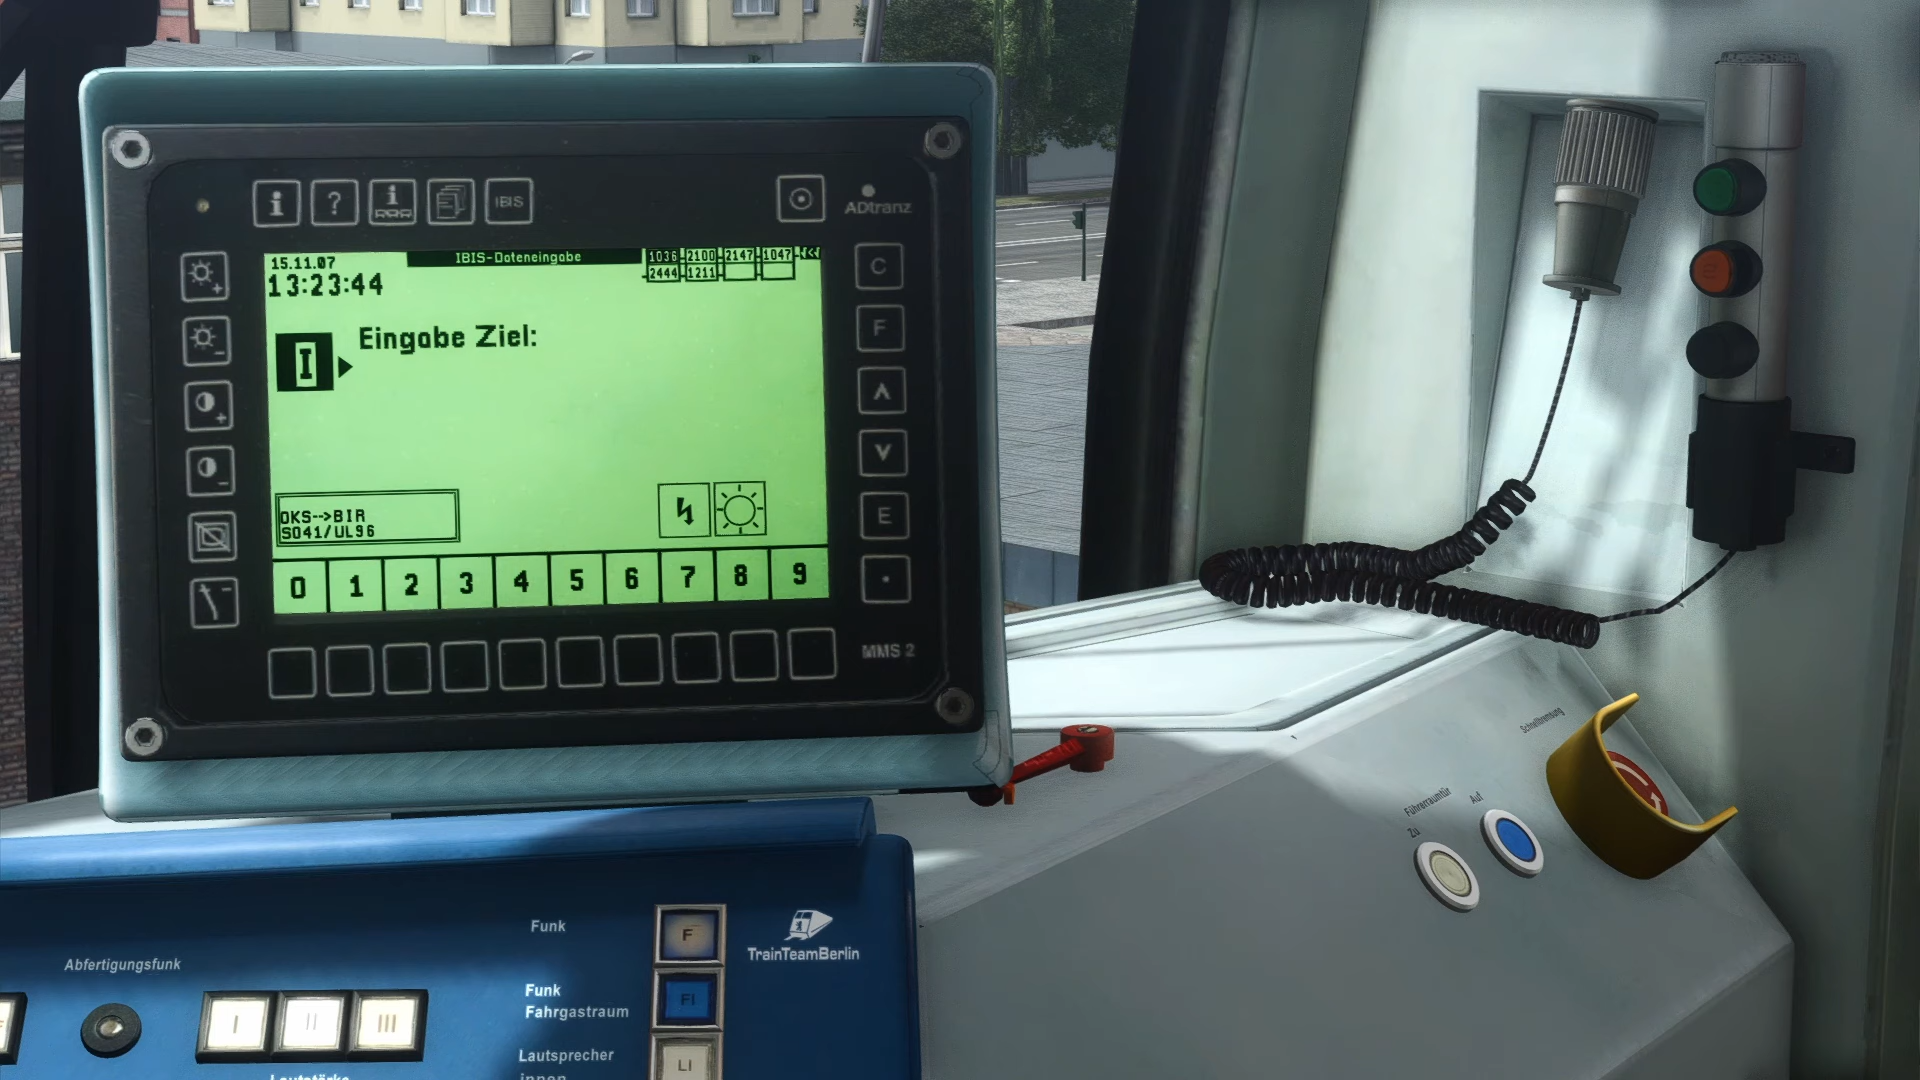 i
?
i
IBIS
ADtranz
C
F
E
MMS 2
15.11.07
13:23:44
IBIS-Dateneingabe
1036 2100 2147 1047
2444 1211
I
Eingabe Ziel:
OKS-->BIR
S041/UL96
0 1 2 3 4 5 6 7 8 9
Schnellbremsung
Führerraumtür
Zu
Auf
Funk
F
TrainTeamBerlin
Abfertigungsfunk
Funk
Fahrgastraum
FI
I II III
Lautsprecher
innen
LI
Lautstärke